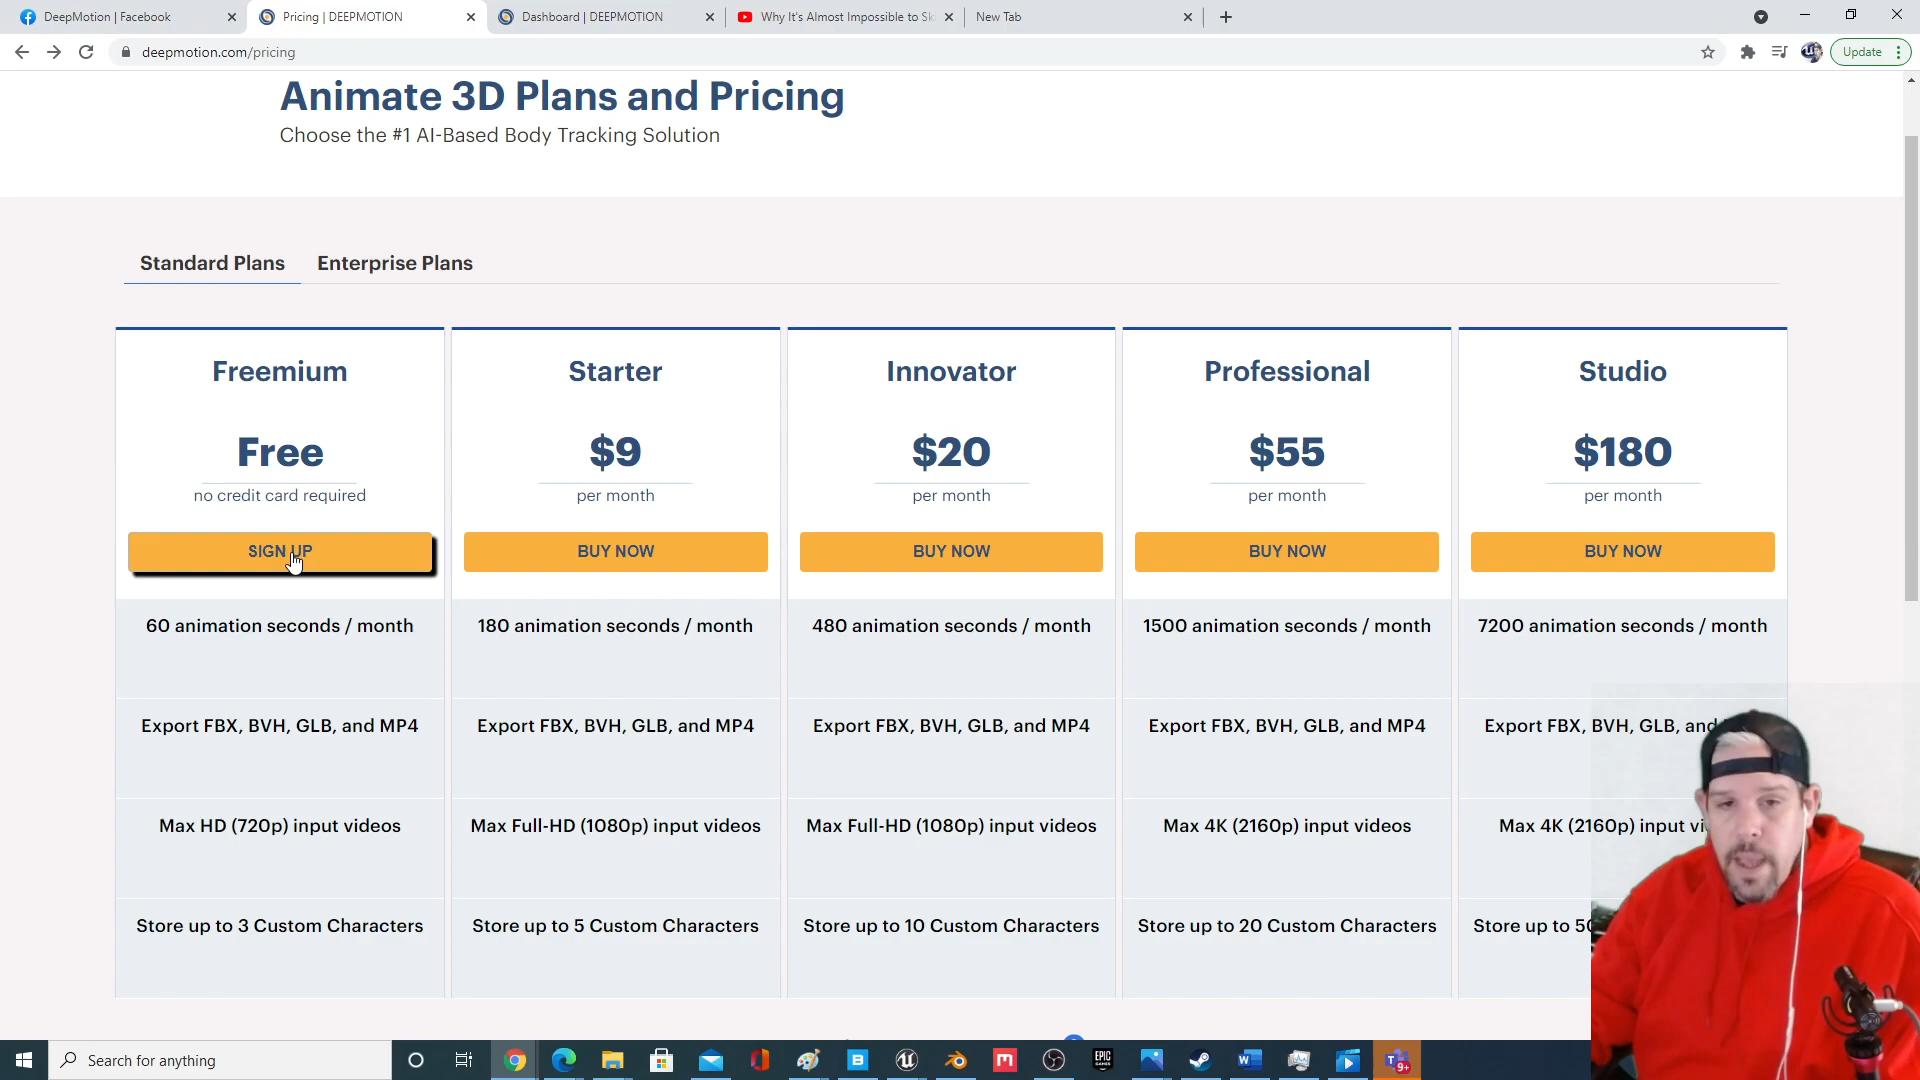 DeepMotion | Facebook
Pricing | DEEPMOTION
Dashboard | DEEPMOTION
Why It's Almost Impossible to Sk
New Tab
deepmotion.com/pricing
Update
Animate 3D Plans and Pricing
Choose the #1 AI-Based Body Tracking Solution
Standard Plans
Enterprise Plans
Freemium
Free
no credit card required
SIGN UP
60 animation seconds / month
Export FBX, BVH, GLB, and MP4
Max HD (720p) input videos
Store up to 3 Custom Characters
Starter
$9
per month
BUY NOW
180 animation seconds / month
Export FBX, BVH, GLB, and MP4
Max Full-HD (1080p) input videos
Store up to 5 Custom Characters
Innovator
$20
per month
BUY NOW
480 animation seconds / month
Export FBX, BVH, GLB, and MP4
Max Full-HD (1080p) input videos
Store up to 10 Custom Characters
Professional
$55
per month
BUY NOW
1500 animation seconds / month
Export FBX, BVH, GLB, and MP4
Max 4K (2160p) input videos
Store up to 20 Custom Characters
Studio
$180
per month
BUY NOW
7200 animation seconds / month
Export FBX, BVH, GLB, and
Max 4K (2160p) input vi
Store up to 50
Search for anything
EPIC
GAMES
9+